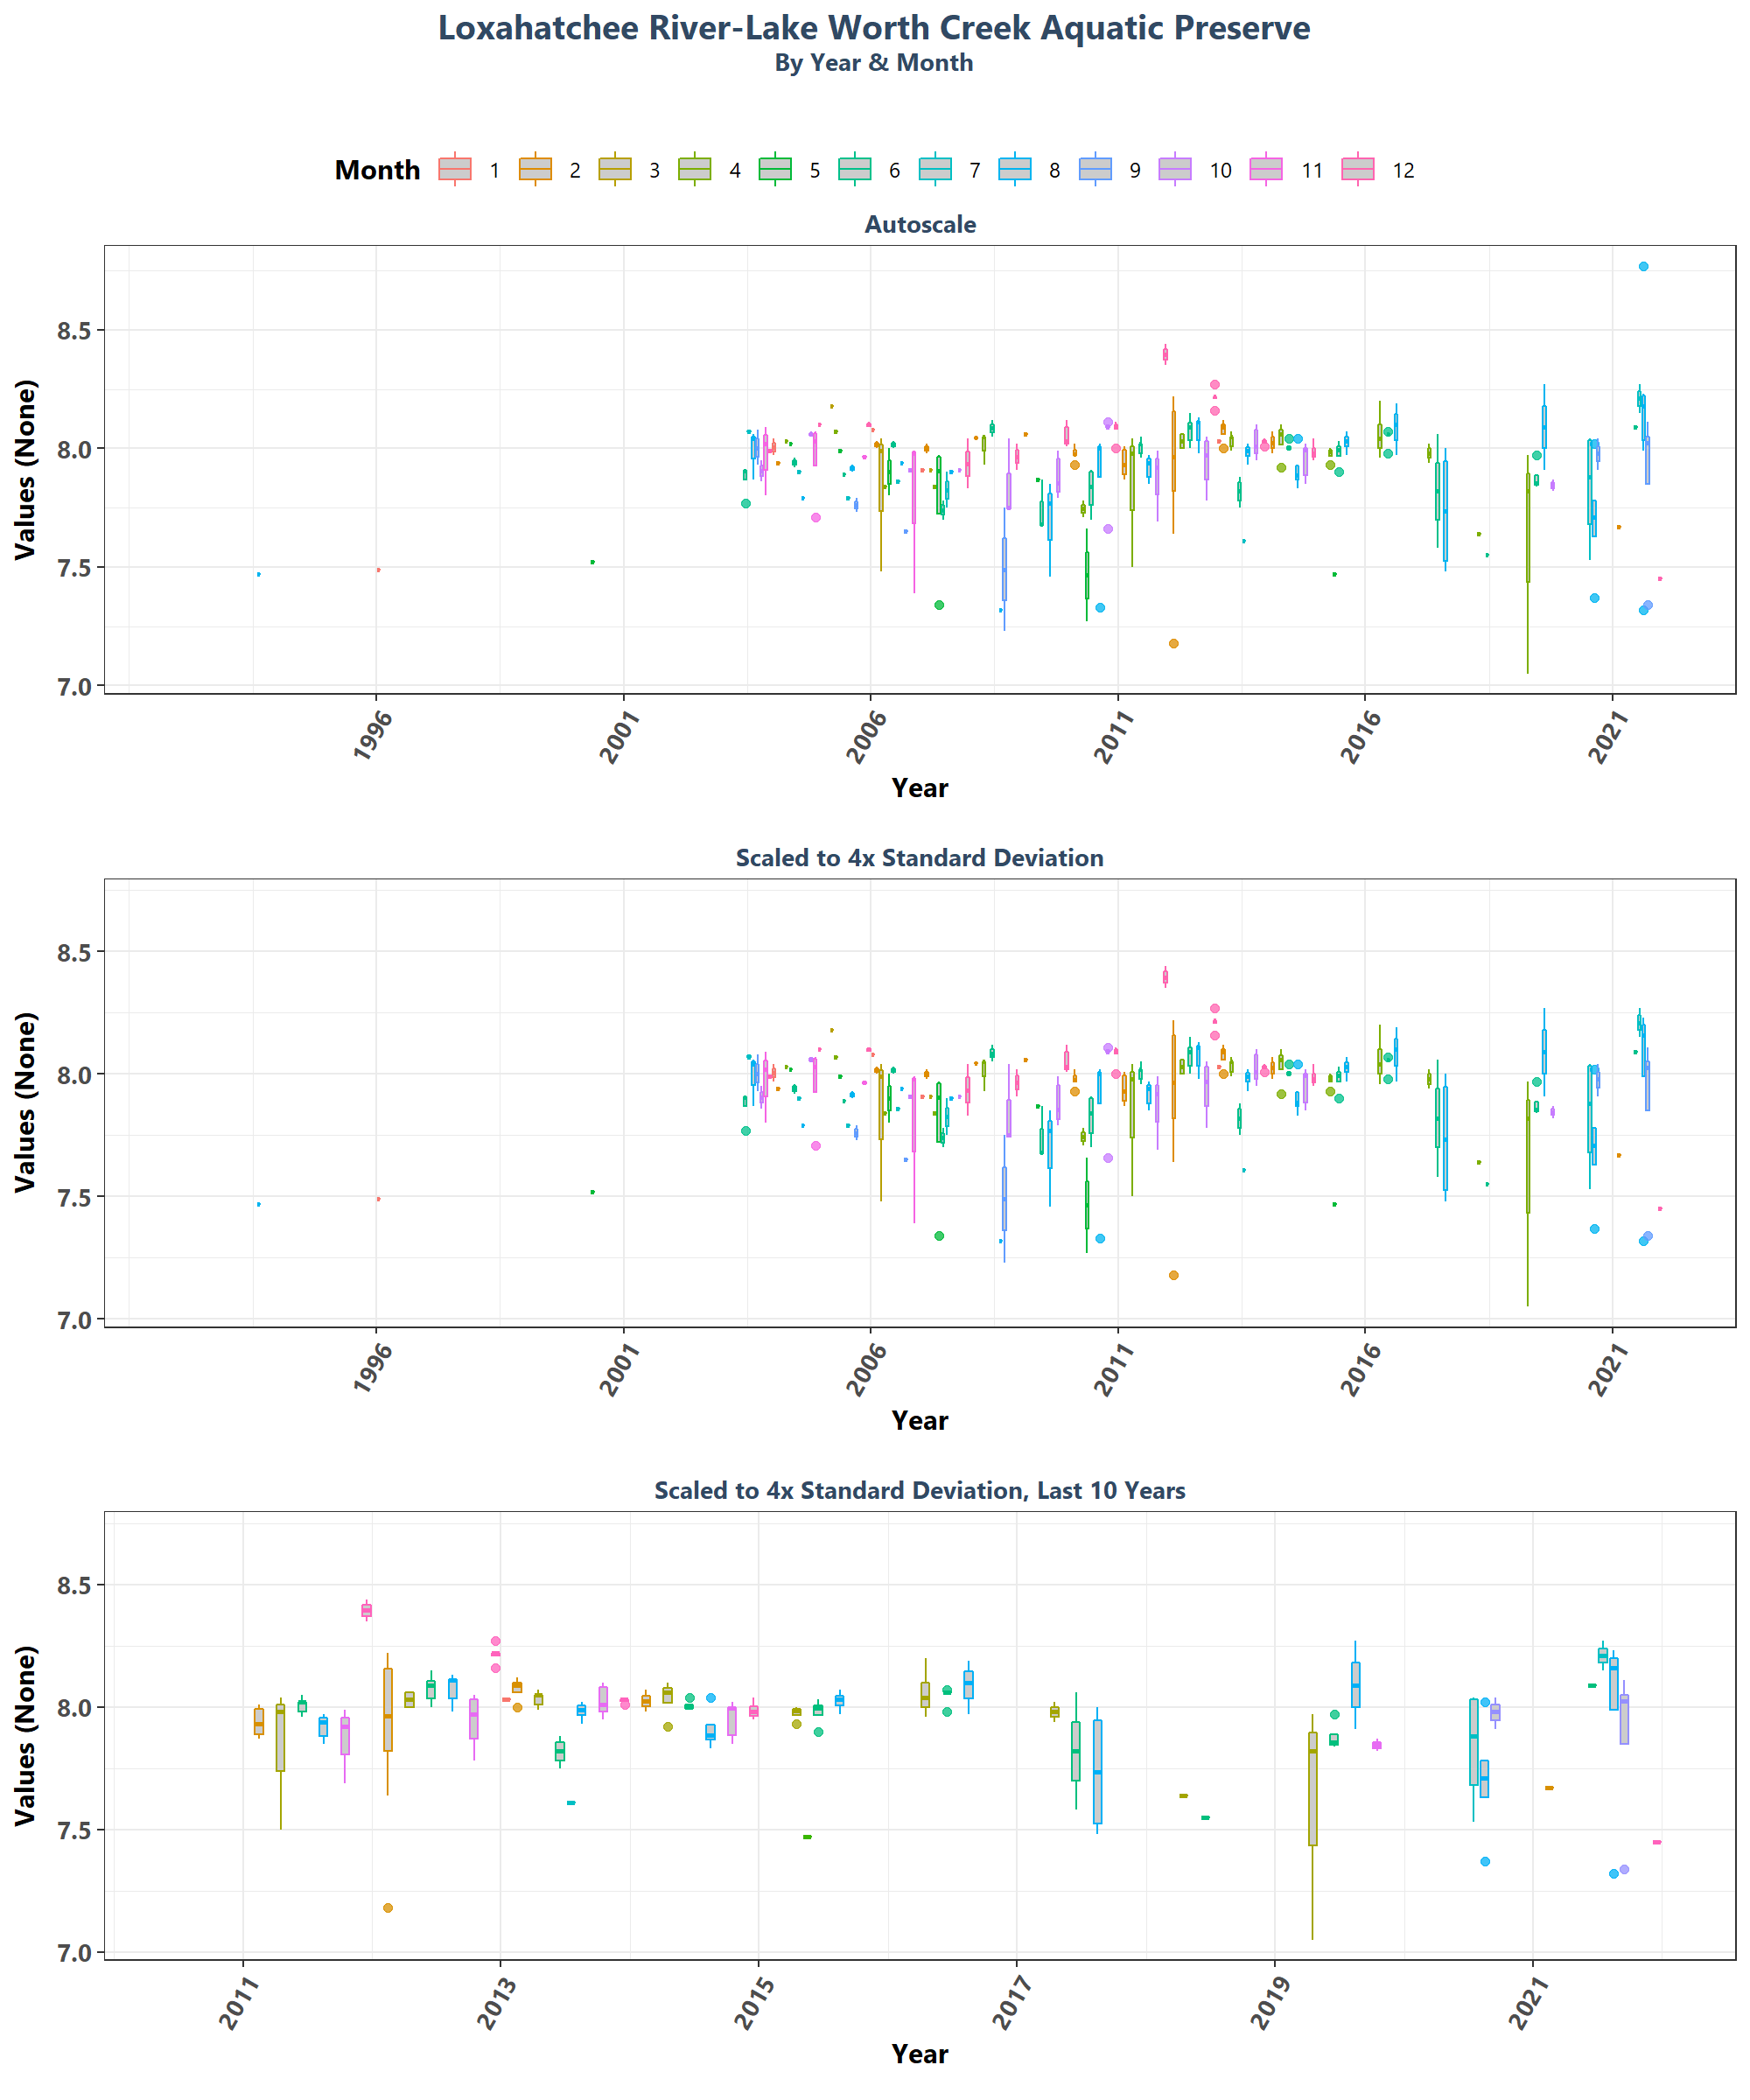 Loxahatchee River-Lake Worth Creek Aquatic Preserve
By Year & Month
Month 1 2 3 4 5 6 7 8 9 10 11 12
Autoscale
Values (None)
8.5
8.0
7.5
7.0
1996 2001 2006 2011 2016 2021
Year
Scaled to 4x Standard Deviation
Values (None)
8.5
8.0
7.5
7.0
1996 2001 2006 2011 2016 2021
Year
Scaled to 4x Standard Deviation, Last 10 Years
Values (None)
8.5
8.0
7.5
7.0
2011 2013 2015 2017 2019 2021
Year